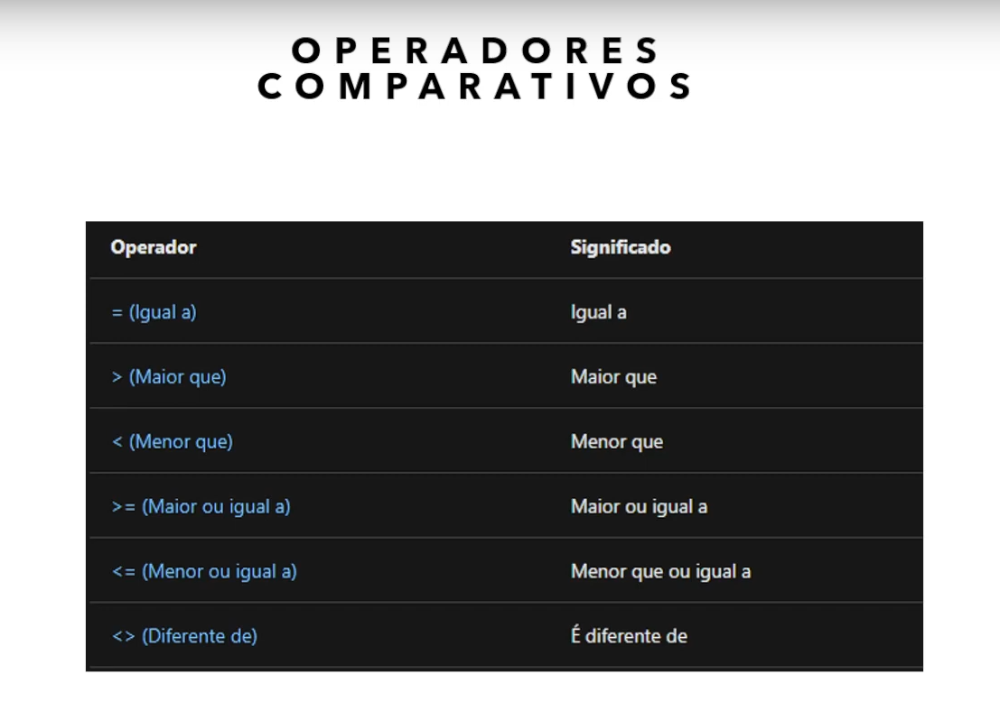 OPERADORES
COMPARATIVOS
Operador Significado
= (Igual a) Igual a
> (Maior que) Maior que
< (Menor que) Menor que
>= (Maior ou igual a) Maior ou igual a
<= (Menor ou igual a) Menor que ou igual a
<> (Diferente de) É diferente de